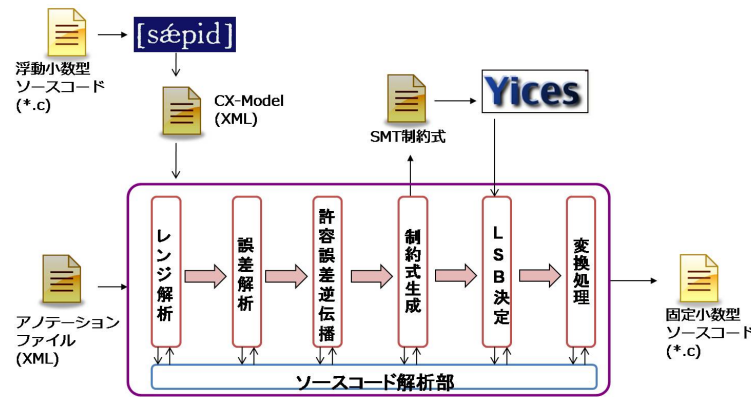 [sǽpid]
浮動小数型
ソースコード
(*.c)
CX-Model
(XML)
SMT制約式
Yices
レンジ解析
誤差解析
許容誤差逆伝播
制約式生成
LSB決定
変換処理
アノテーション
ファイル
(XML)
固定小数型
ソースコード
(*.c)
ソースコード解析部